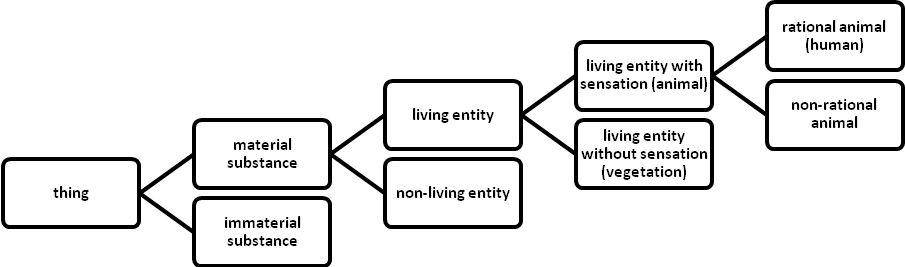 thing
material
substance
immaterial
substance
living entity
non-living entity
living entity with
sensation (animal)
living entity
without sensation
(vegetation)
rational animal
(human)
non-rational
animal